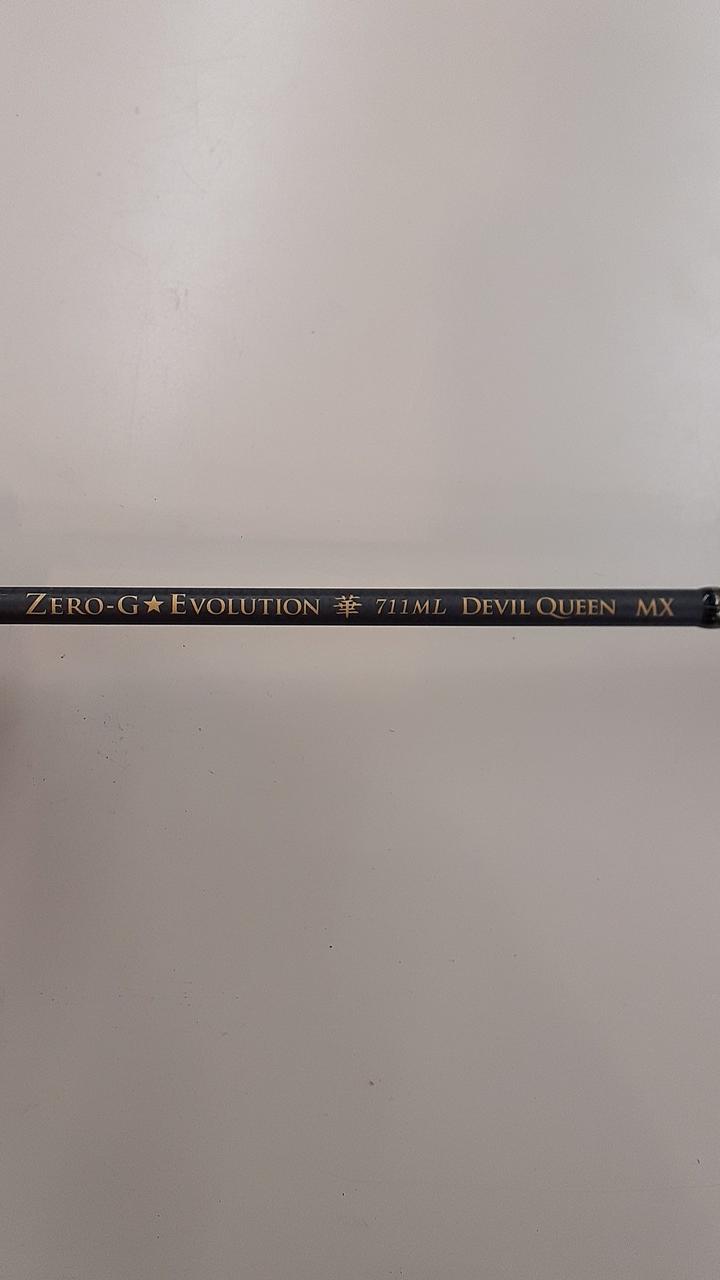 ZERO-G★EVOLUTION 華 711ML DEVIL QUEEN MX